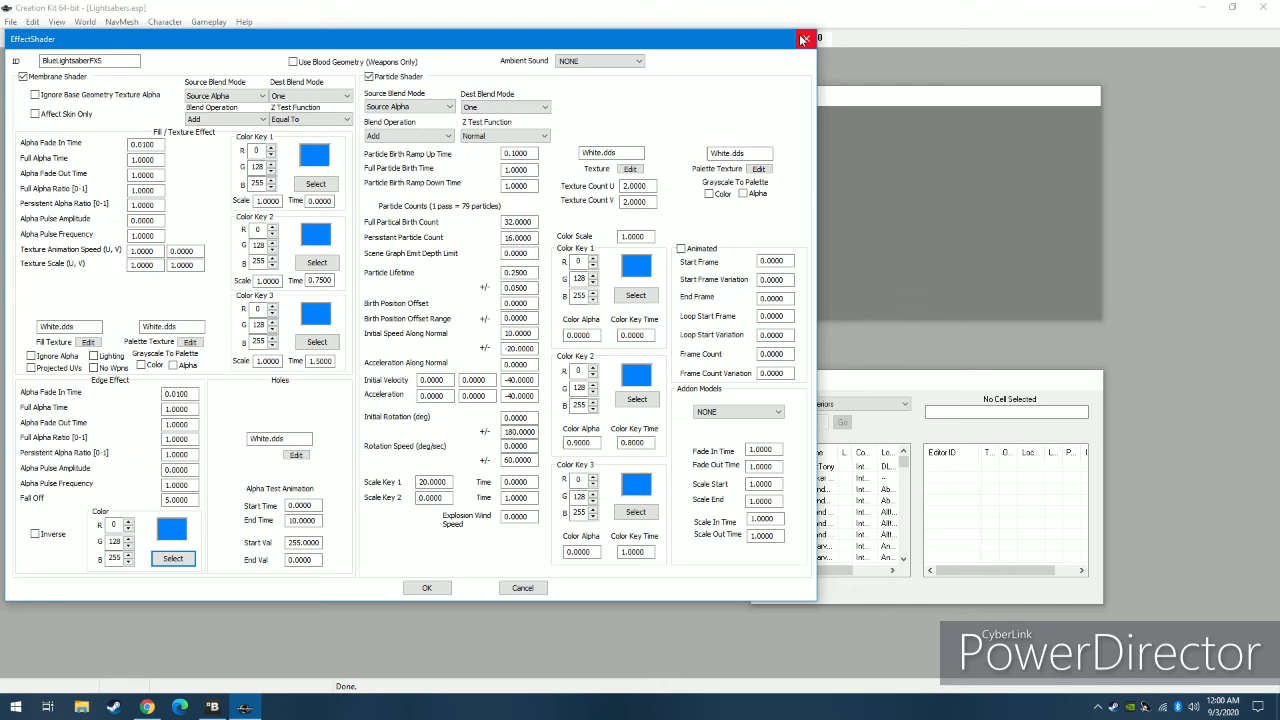 Creation Kit 64-bit - [Lightsabers.esp]
File Edit View World NavMesh Character Gameplay Help
EffectShader
ID BlueLightsaberFXS
Use Blood Geometry (Weapons Only)
Ambient Sound NONE
Membrane Shader
Ignore Base Geometry Texture Alpha
Affect Skin Only
Source Blend Mode Dest Blend Mode
Source Alpha One
Blend Operation Z Test Function
Add Equal To
Fill / Texture Effect
Alpha Fade In Time 0.0100
Full Alpha Time 1.0000
Alpha Fade Out Time 1.0000
Full Alpha Ratio [0-1] 1.0000
Persistent Alpha Ratio [0-1] 1.0000
Alpha Pulse Amplitude 0.0000
Alpha Pulse Frequency 1.0000
Texture Animation Speed (U, V) 1.0000 0.0000
Texture Scale (U, V) 1.0000 1.0000
Color Key 1
R 0
G 128
B 255 Select
Scale 1.0000 Time 0.0000
Color Key 2
R 0
G 128
B 255 Select
Scale 1.0000 Time 0.7500
Color Key 3
R 0
G 128
B 255 Select
Scale 1.0000 Time 1.5000
White.dds White.dds
Fill Texture Edit Palette Texture Edit
Ignore Alpha Lighting Grayscale To Palette
Projected UVs No Wpns Color Alpha
Edge Effect
Alpha Fade In Time 0.0100
Full Alpha Time 1.0000
Alpha Fade Out Time 1.0000
Full Alpha Ratio [0-1] 1.0000
Persistent Alpha Ratio [0-1] 1.0000
Alpha Pulse Amplitude 0.0000
Alpha Pulse Frequency 1.0000
Fall Off 5.0000
Inverse
Color
R 0
G 128
B 255 Select
Holes
White.dds
Edit
Alpha Test Animation
Start Time 0.0000
End Time 10.0000
Start Val 255.0000
End Val 0.0000
Particle Shader
Source Blend Mode Dest Blend Mode
Source Alpha One
Blend Operation Z Test Function
Add Normal
Particle Birth Ramp Up Time 0.1000
Full Particle Birth Time 1.0000
Particle Birth Ramp Down Time 1.0000
Particle Counts (1 pass = 79 particles)
Full Partical Birth Count 32.0000
Persistant Particle Count 16.0000
Scene Graph Emit Depth Limit 0.0000
Particle Lifetime 0.2500
+/- 0.0500
Birth Position Offset 0.0000
Birth Position Offset Range +/- 0.0000
Initial Speed Along Normal 10.0000
+/- -20.0000
Acceleration Along Normal 0.0000
Initial Velocity 0.0000 0.0000 -40.0000
Acceleration 0.0000 0.0000 -40.0000
Initial Rotation (deg) 0.0000
+/- 180.0000
Rotation Speed (deg/sec) 0.0000
+/- 60.0000
Scale Key 1 20.0000 Time 0.0000
Scale Key 2 0.0000 Time 1.0000
Explosion Wind Speed 0.0000
White.dds
Texture Edit
Texture Count U 2.0000
Texture Count V 2.0000
White.dds
Palette Texture Edit
Grayscale To Palette
Color Alpha
Color Scale 1.0000
Color Key 1
R 0
G 128
B 255 Select
Color Alpha Color Key Time
0.0000 0.0000
Color Key 2
R 0
G 128
B 255 Select
Color Alpha Color Key Time
0.9000 0.8000
Color Key 3
R 0
G 128
B 255 Select
Color Alpha Color Key Time
0.0000 1.0000
Animated
Start Frame 0.0000
Start Frame Variation 0.0000
End Frame 0.0000
Loop Start Frame 0.0000
Loop Start Variation 0.0000
Frame Count 0.0000
Frame Count Variation 0.0000
Addon Models
NONE
Fade In Time 1.0000
Fade Out Time 1.0000
Scale Start 1.0000
Scale End 1.0000
Scale In Time 1.0000
Scale Out Time 1.0000
OK Cancel
No Cell Selected
Go
L Co... Lo...
Int... DL...
Int... --
Int... Ab...
Int... Ab...
Int... Ab...
Int... An...
Editor ID T... O... Loc... L... P...
Done.
CyberLink
PowerDirector
12:00 AM
9/3/2020